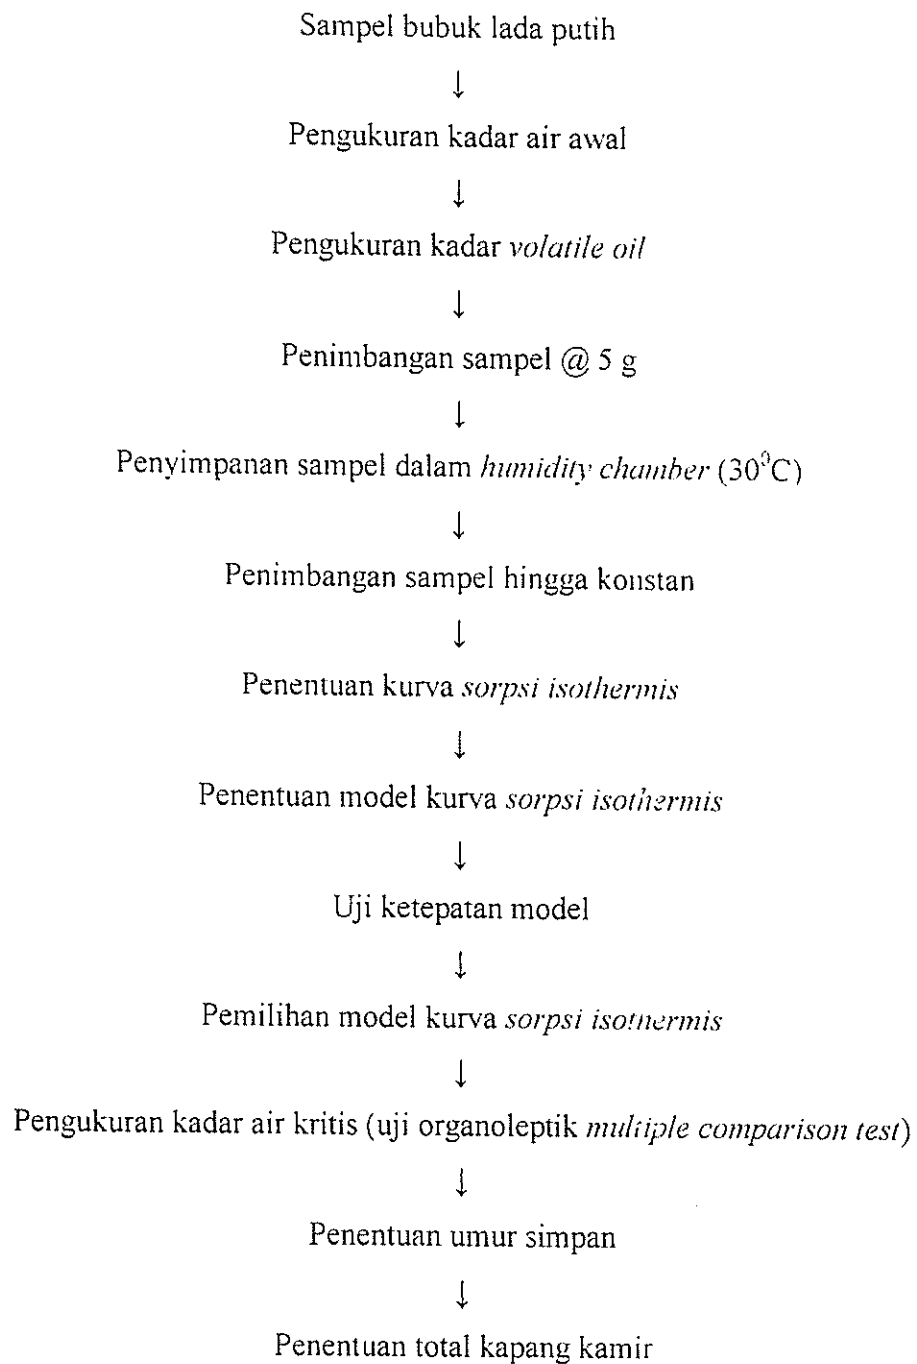 Sampel bubuk lada putih
↓
Pengukuran kadar air awal
↓
Pengukuran kadar volatile oil
↓
Penimbangan sampel @ 5 g
↓
Penyimpanan sampel dalam humidity chamber (30⁰C)
↓
Penimbangan sampel hingga konstan
↓
Penentuan kurva sorpsi isothermis
↓
Penentuan model kurva sorpsi isothermis
↓
Uji ketepatan model
↓
Pemilihan model kurva sorpsi isothermis
↓
Pengukuran kadar air kritis (uji organoleptik multiple comparison test)
↓
Penentuan umur simpan
↓
Penentuan total kapang kamir